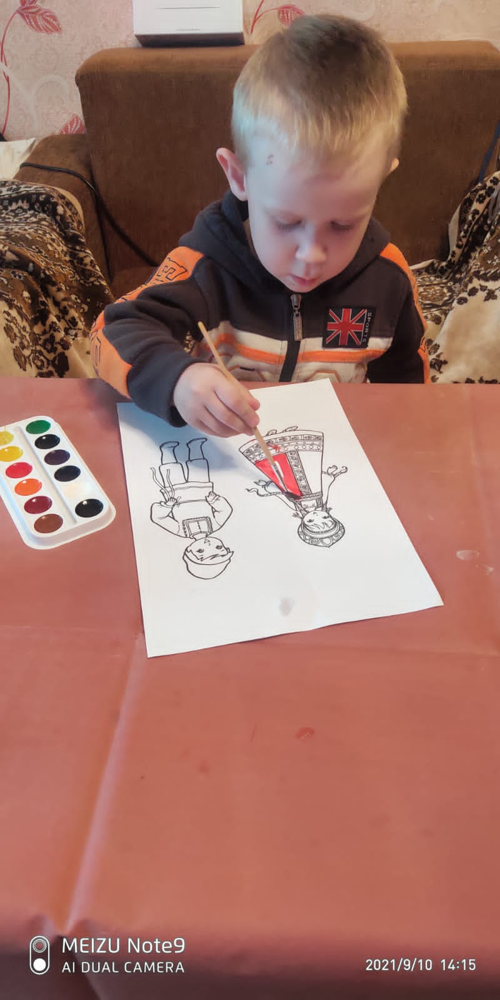 SPORTS
MEIZU Note9
AI DUAL CAMERA
2021/9/10 14:15